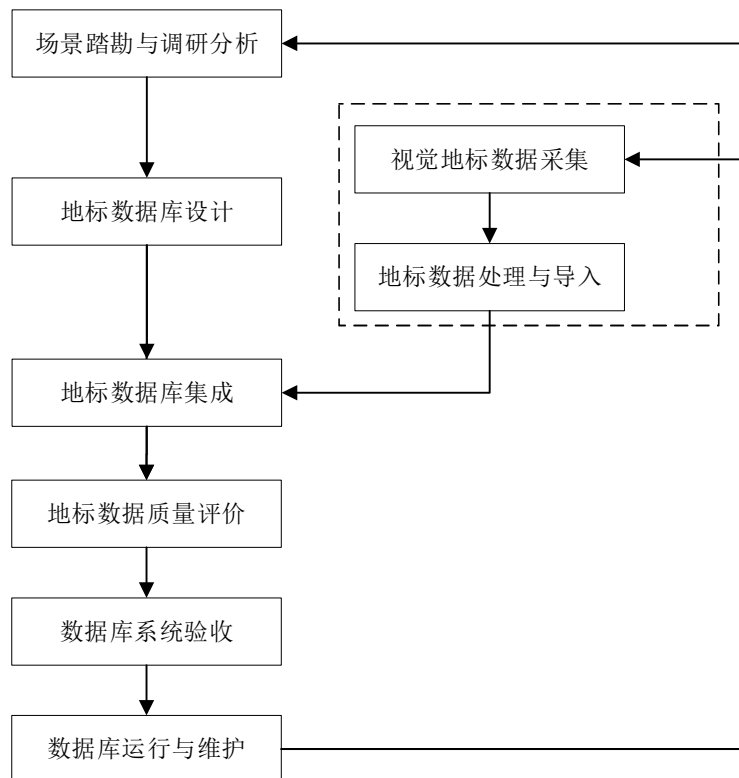 场景踏勘与调研分析
视觉地标数据采集
地标数据库设计
地标数据处理与导入
地标数据库集成
地标数据质量评价
数据库系统验收
数据库运行与维护